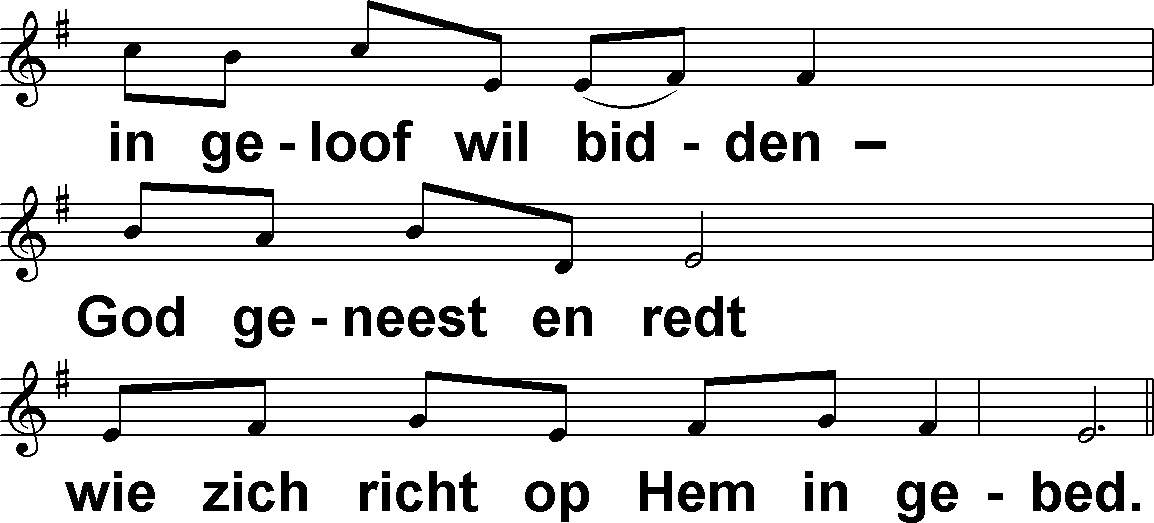 in ge - loof wil bid - den –
God ge - neest en redt
wie zich richt op Hem in ge - bed.